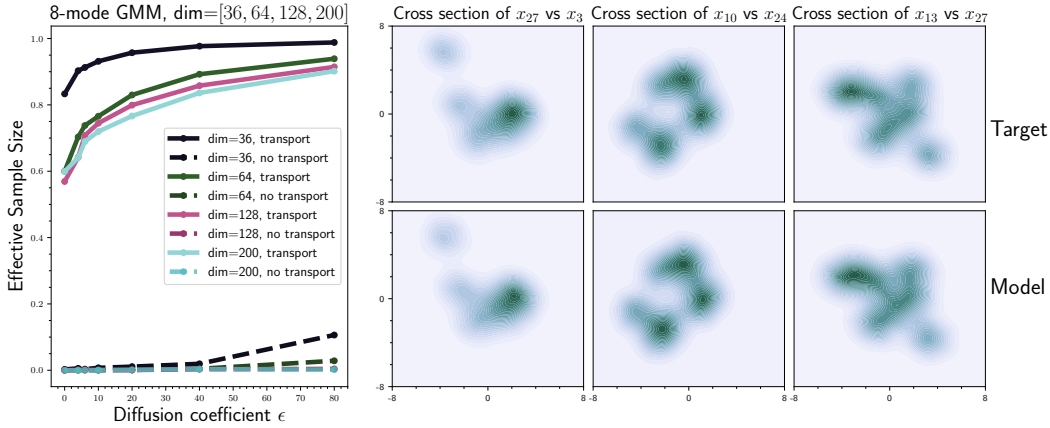 8-mode GMM, dim=[36, 64, 128, 200]
Effective Sample Size
1.0
0.8
0.6
0.4
0.2
0.0
dim=36, transport
dim=36, no transport
dim=64, transport
dim=64, no transport
dim=128, transport
dim=128, no transport
dim=200, transport
dim=200, no transport
0 10 20 30 40 50 60 70 80
Diffusion coefficient ϵ
Cross section of x₂₇ vs x₃
Cross section of x₁₀ vs x₂₄
Cross section of x₁₃ vs x₂₇
8
0
-8
Target
8
0
-8
Model
-8 0 8
-8 0 8
-8 0 8